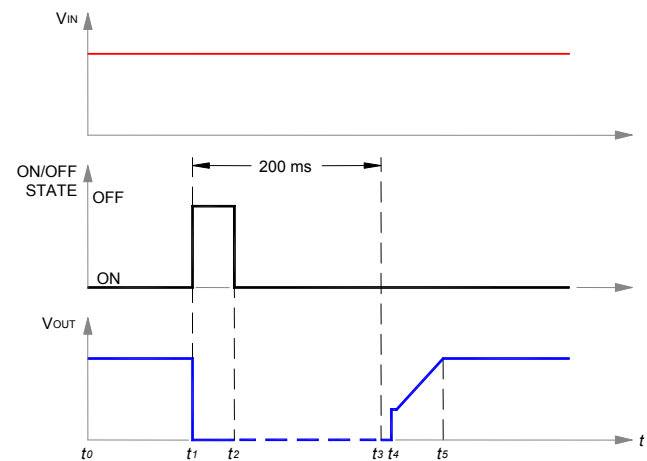 VIN
200 ms
ON/OFF
STATE
OFF
ON
VOUT
t0 t1 t2 t3 t4 t5 t